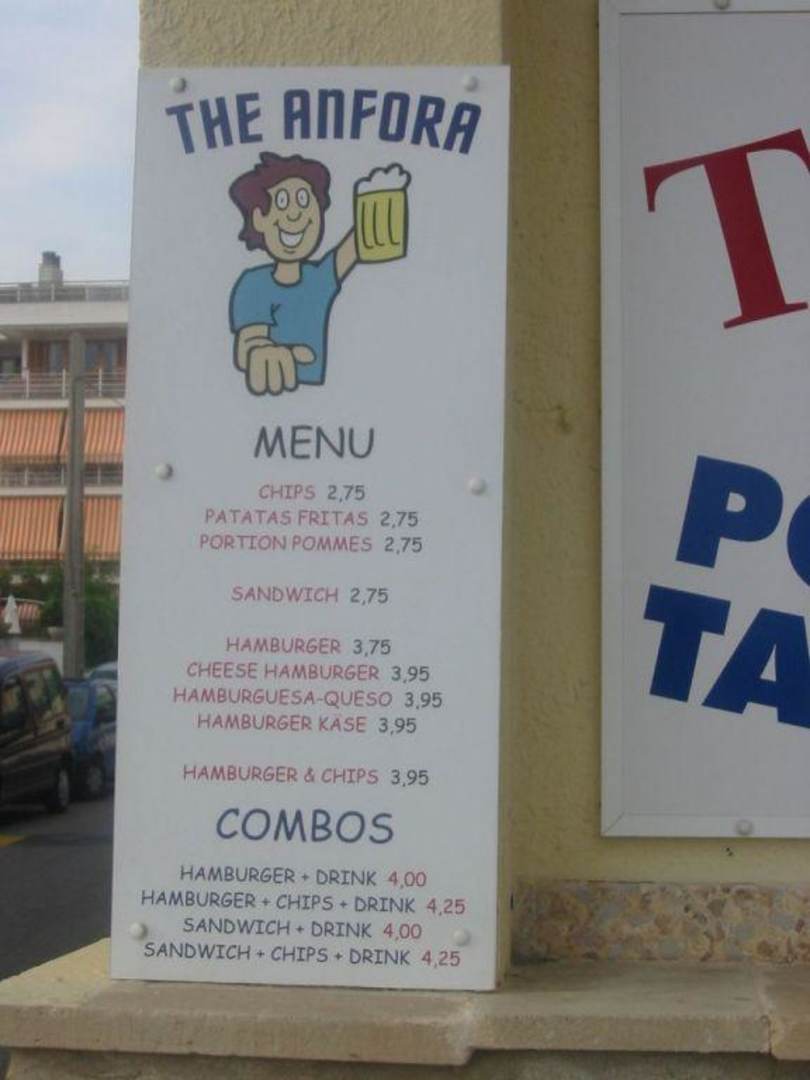 THE ANFORA
MENU
CHIPS 2,75
PATATAS FRITAS 2,75
PORTION POMMES 2,75
SANDWICH 2,75
HAMBURGER 3,75
CHEESE HAMBURGER 3,95
HAMBURGUESA-QUESO 3,95
HAMBURGER KÄSE 3,95
HAMBURGER & CHIPS 3,95
COMBOS
HAMBURGER + DRINK 4,00
HAMBURGER + CHIPS + DRINK 4,25
SANDWICH + DRINK 4,00
SANDWICH + CHIPS + DRINK 4,25